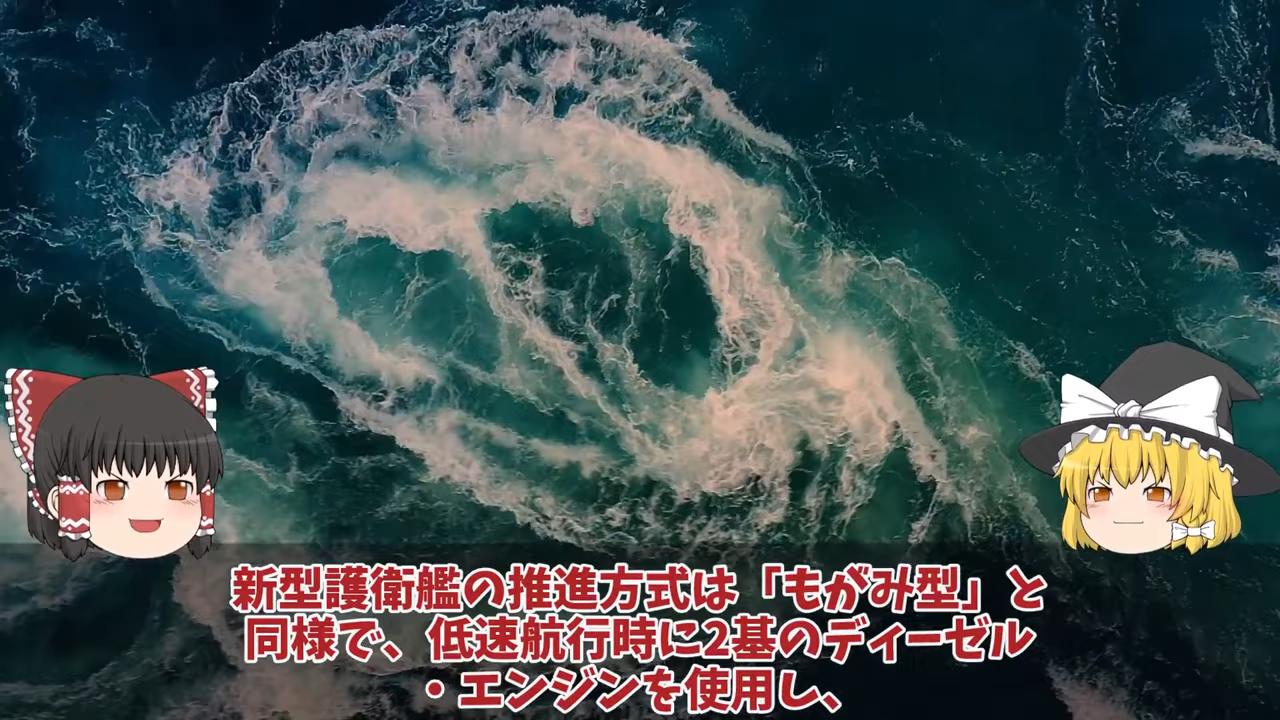 新型護衛艦の推進方式は「もがみ型」と
同様で、低速航行時に2基のディーゼル
・エンジンを使用し、